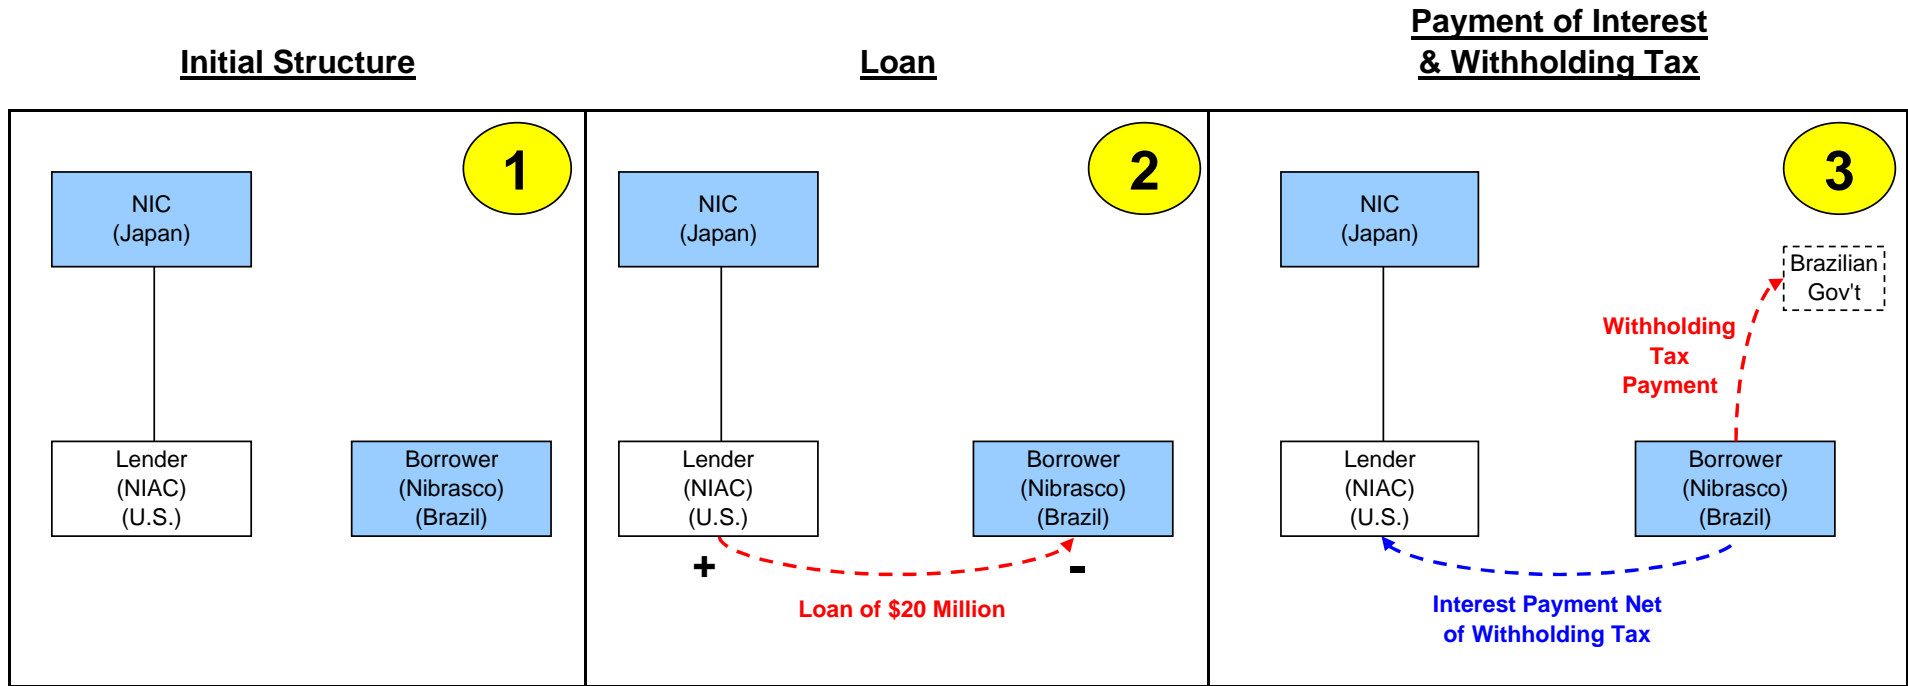 Initial Structure
Loan
Payment of Interest
& Withholding Tax
1
NIC
(Japan)
Lender
(NIAC)
(U.S.)
Borrower
(Nibrasco)
(Brazil)
2
NIC
(Japan)
Lender
(NIAC)
(U.S.)
Borrower
(Nibrasco)
(Brazil)
+
-
Loan of $20 Million
3
NIC
(Japan)
Brazilian
Gov't
Withholding
Tax
Payment
Lender
(NIAC)
(U.S.)
Borrower
(Nibrasco)
(Brazil)
Interest Payment Net
of Withholding Tax